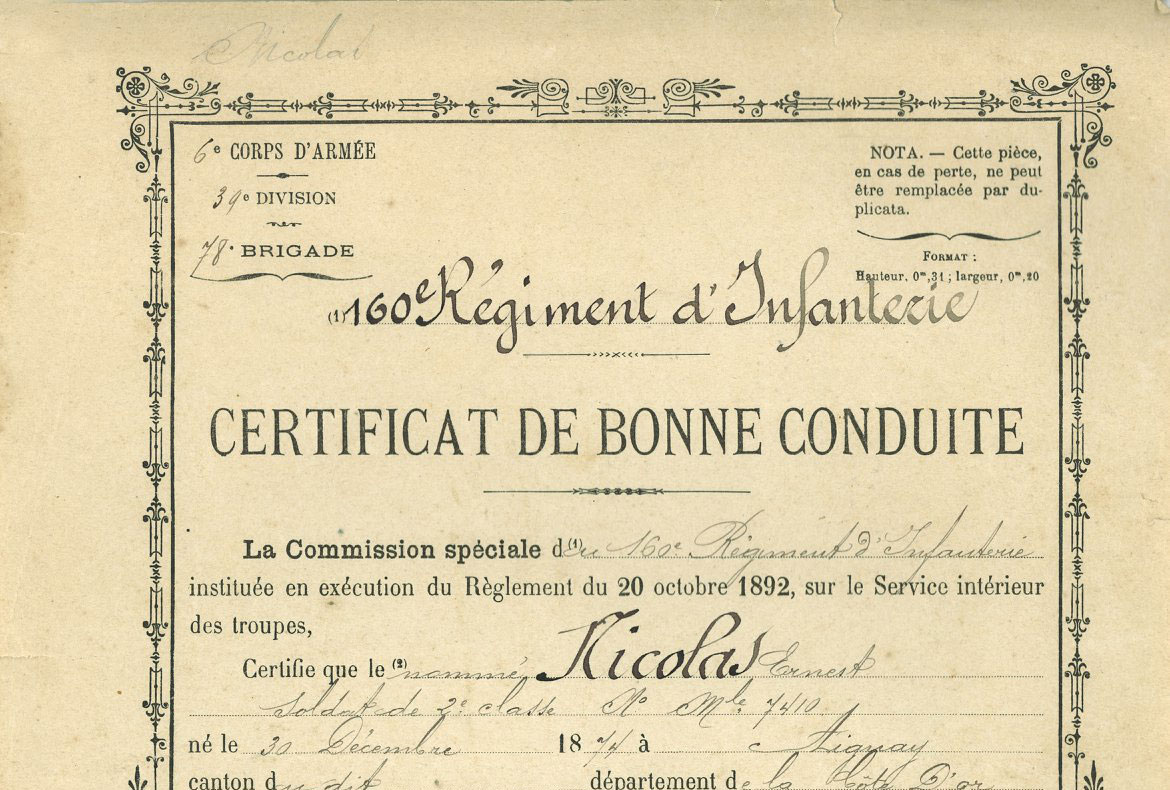 Nicolas
6e CORPS D'ARMÉE
39e DIVISION
78e BRIGADE
NOTA. — Cette pièce,
en cas de perte, ne peut
être remplacée par du-
plicata.
FORMAT :
Hauteur, 0m,31 ; largeur, 0m,20
(1) 160e Régiment d'Infanterie
CERTIFICAT DE BONNE CONDUITE
La Commission spéciale du (1) 160e Régiment d'Infanterie
instituée en exécution du Règlement du 20 octobre 1892, sur le Service intérieur
des troupes,
Certifie que le (2) nommé Nicolas Ernest
Soldat de 2e classe No Mle 7410
né le 30 Décembre 1874 à Aignay
canton du dit département de la Côte D'or